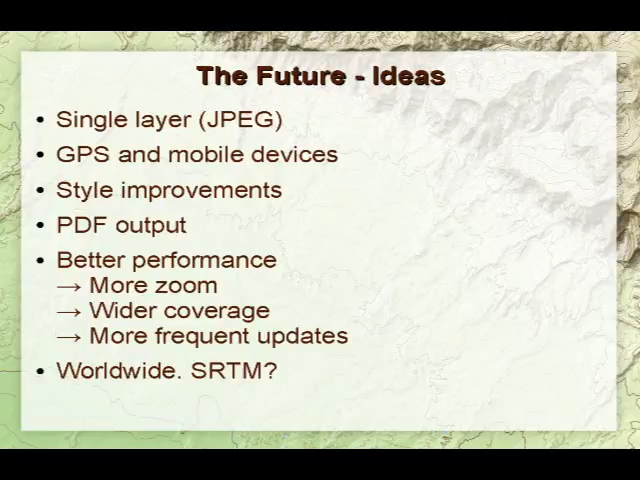 The Future - Ideas
• Single layer (JPEG)
• GPS and mobile devices
• Style improvements
• PDF output
• Better performance
→ More zoom
→ Wider coverage
→ More frequent updates
• Worldwide. SRTM?